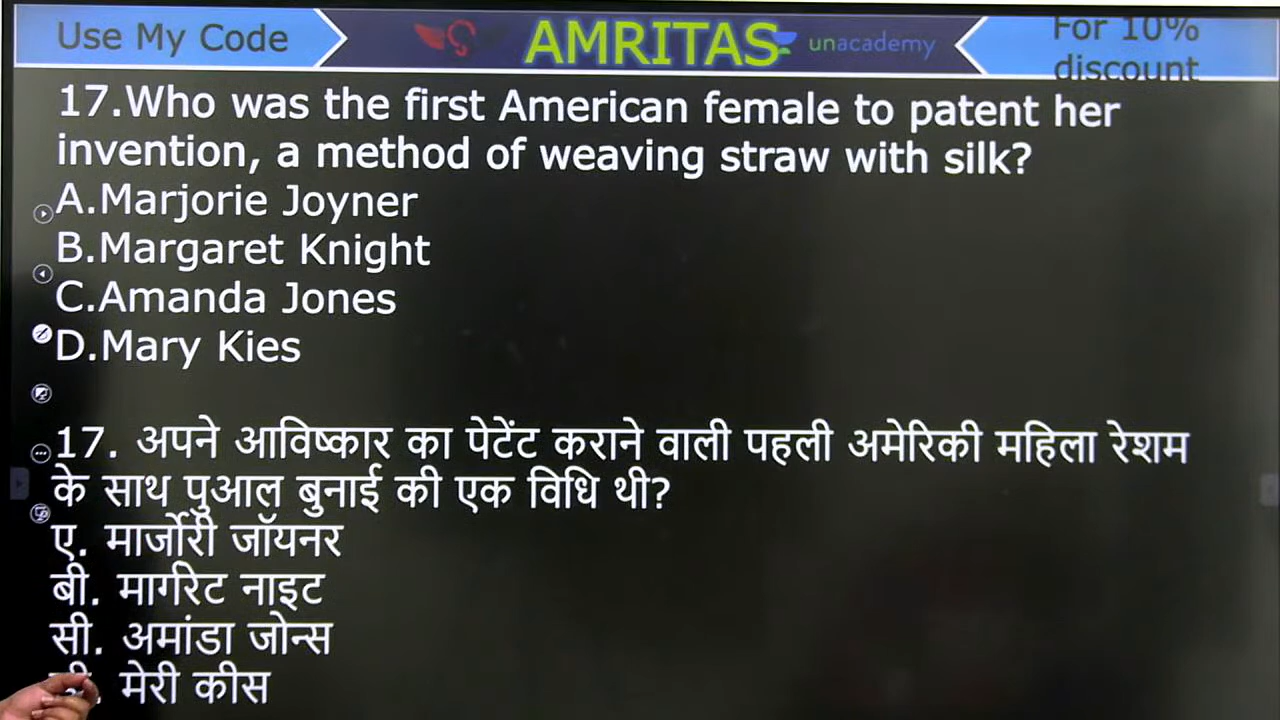 Use My Code
AMRITAS
unacademy
For 10%
discount
17.Who was the first American female to patent her
invention, a method of weaving straw with silk?
A.Marjorie Joyner
B.Margaret Knight
C.Amanda Jones
D.Mary Kies
17. अपने आविष्कार का पेटेंट कराने वाली पहली अमेरिकी महिला रेशम
के साथ पुआल बुनाई की एक विधि थी?
ए. मार्जोरी जॉयनर
बी. मार्गरेट नाइट
सी. अमांडा जोन्स
मेरी कीस